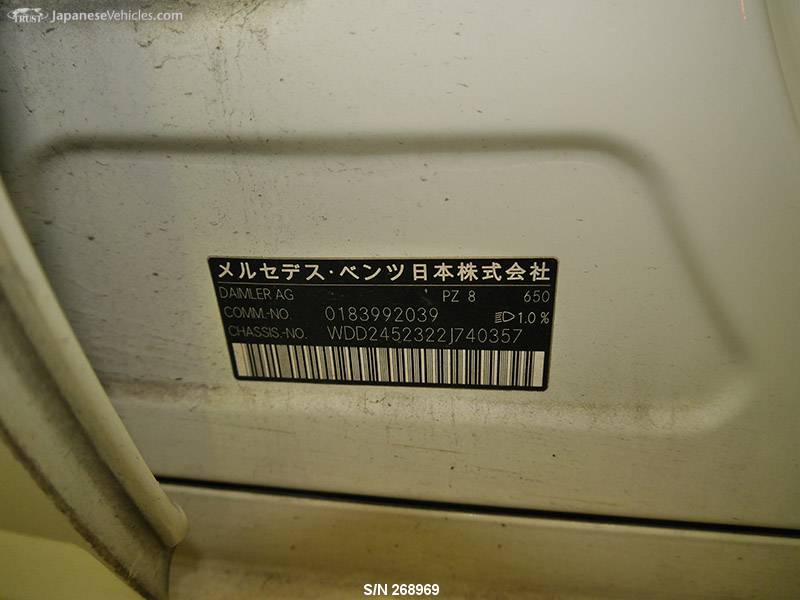 TRUST JapaneseVehicles.com
メルセデス・ベンツ日本株式会社
DAIMLER AG PZ 8 650
COMM.-NO. 0183992039 1.0 %
CHASSIS.-NO. WDD2452322J740357
S/N 268969